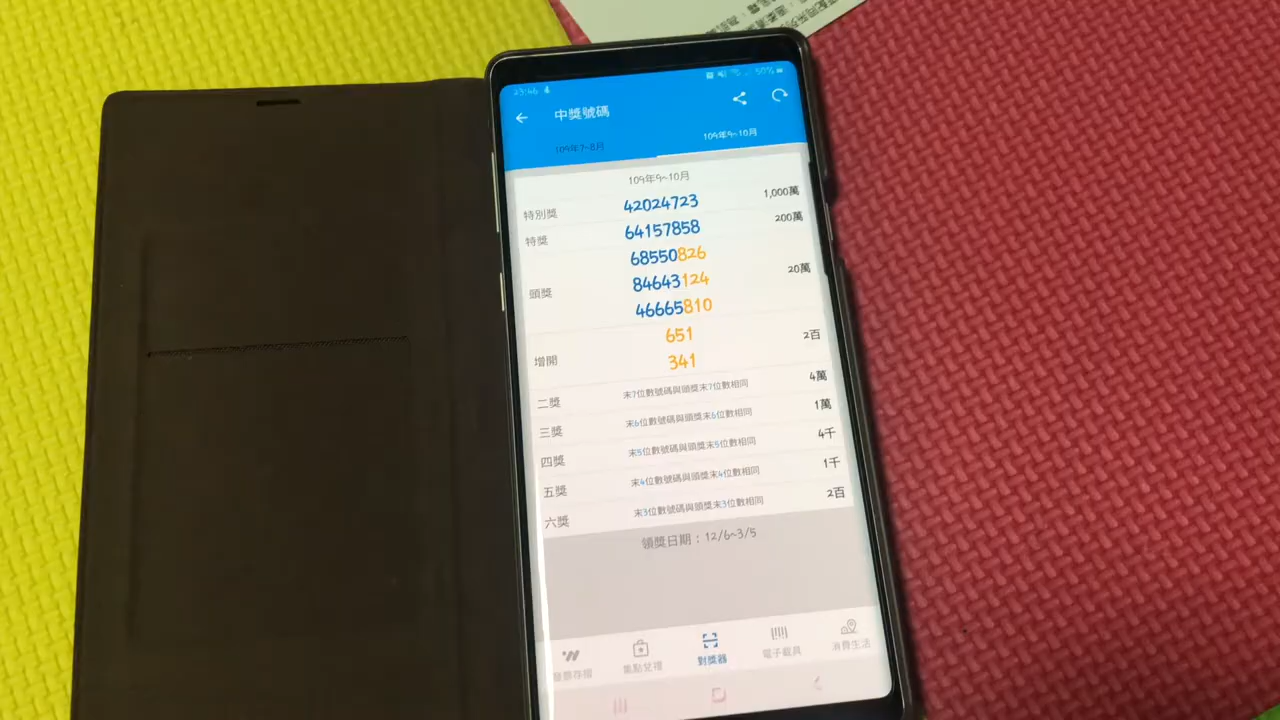 23:46
50%
中獎號碼
109年7~8月
109年9~10月
109年9~10月
特別獎 42024723 1,000萬
特獎 64157858 200萬
68550826
頭獎 84643124 20萬
46665810
651
增開 341 2百
二獎 末7位數號碼與頭獎末7位數相同 4萬
三獎 末6位數號碼與頭獎末6位數相同 1萬
四獎 末5位數號碼與頭獎末5位數相同 4千
五獎 末4位數號碼與頭獎末4位數相同 1千
六獎 末3位數號碼與頭獎末3位數相同 2百
領獎日期：12/6~3/5
發票存摺 集點兌禮 對獎器 電子載具 消費生活